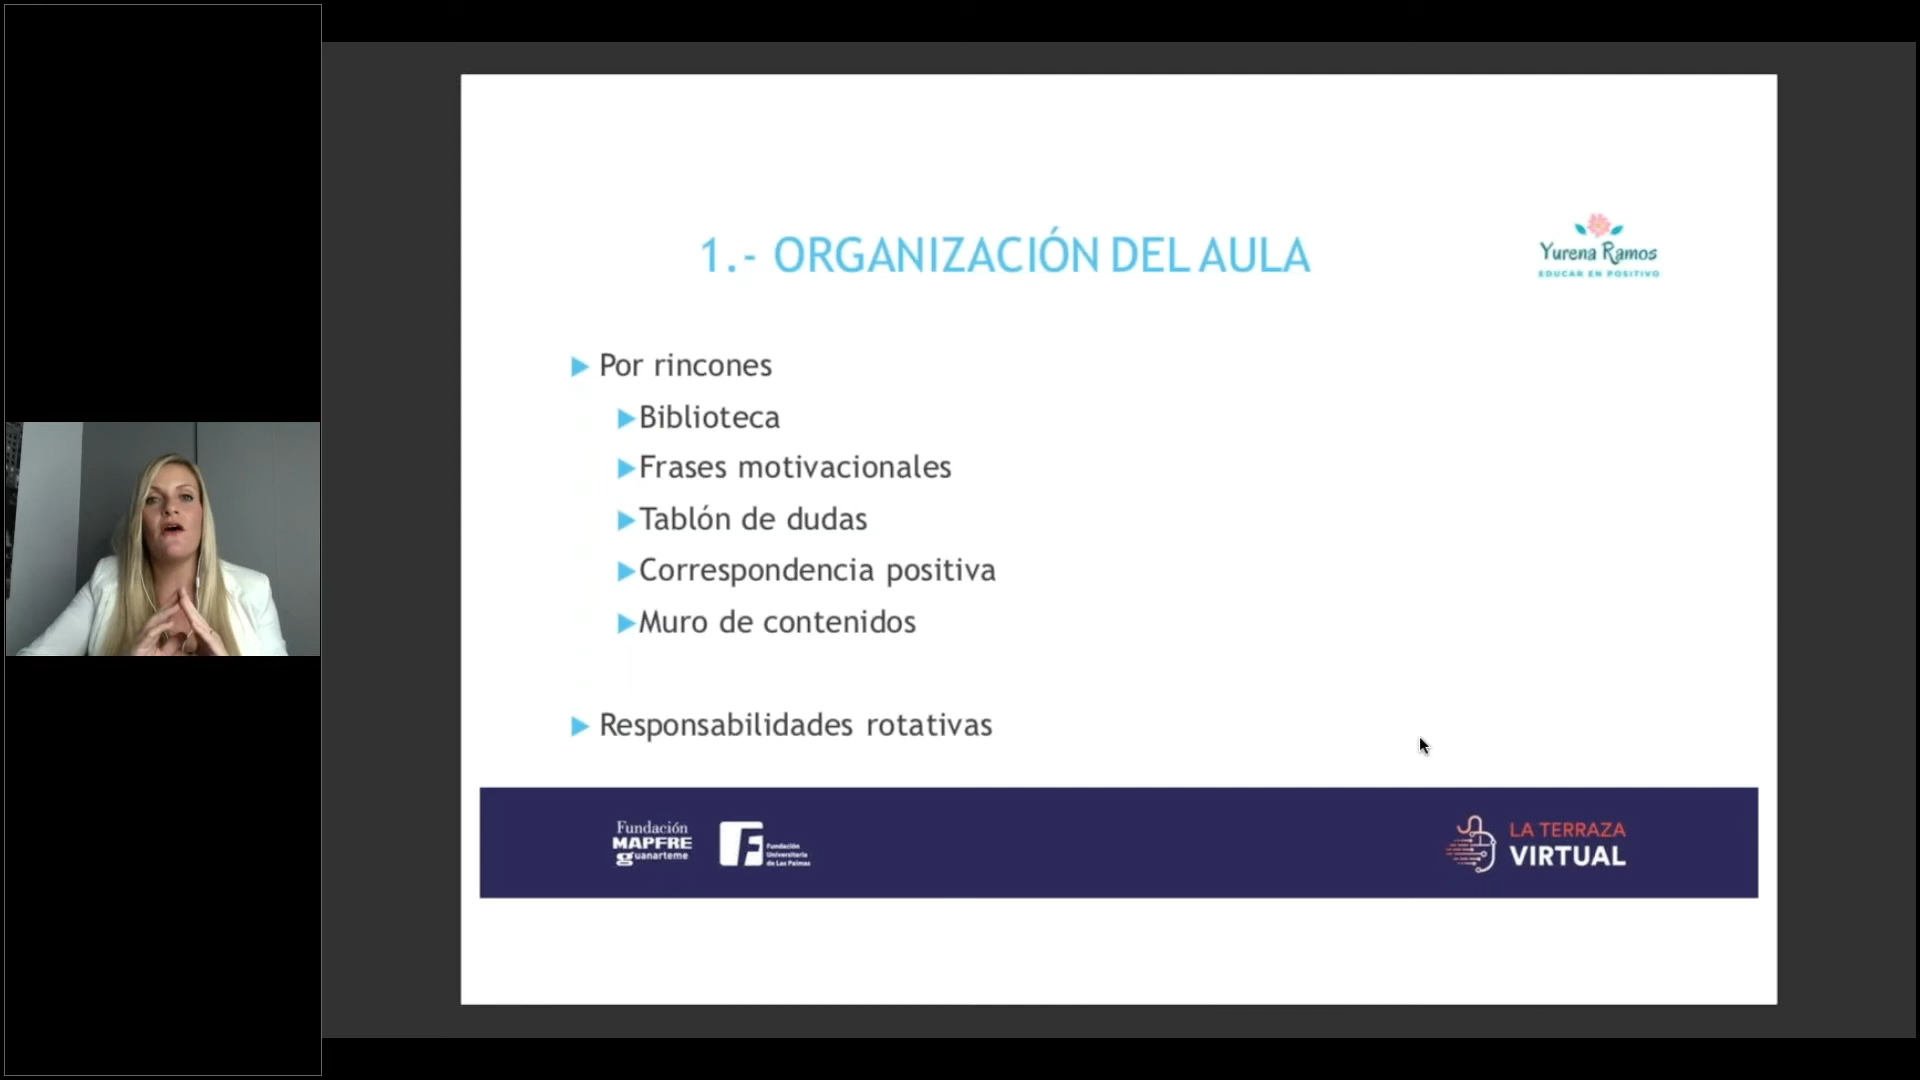 1.- ORGANIZACIÓN DEL AULA
Yurena Ramos
EDUCAR EN POSITIVO
Por rincones
Biblioteca
Frases motivacionales
Tablón de dudas
Correspondencia positiva
Muro de contenidos
Responsabilidades rotativas
Fundación
MAPFRE
guanarteme
Fundación
Universitaria
de Las Palmas
LA TERRAZA
VIRTUAL